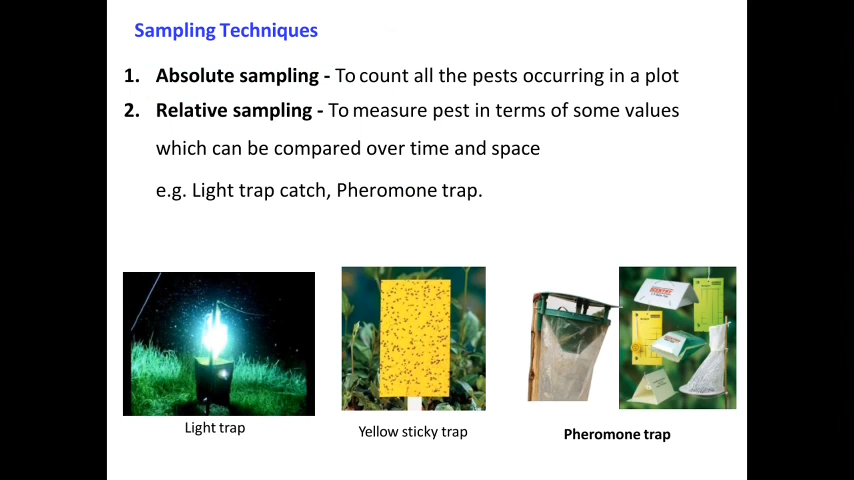 Sampling Techniques
1. Absolute sampling - To count all the pests occurring in a plot
2. Relative sampling - To measure pest in terms of some values
which can be compared over time and space
e.g. Light trap catch, Pheromone trap.
Light trap
Yellow sticky trap
Pheromone trap